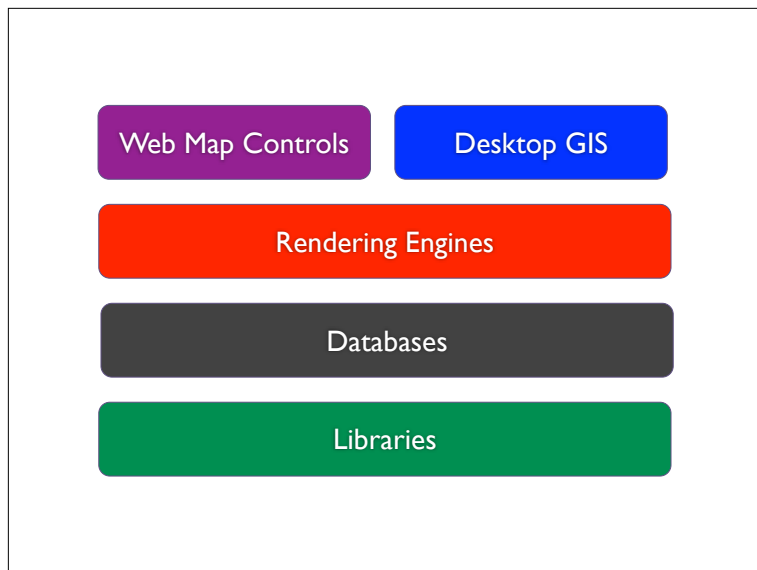 Web Map Controls
Desktop GIS
Rendering Engines
Databases
Libraries